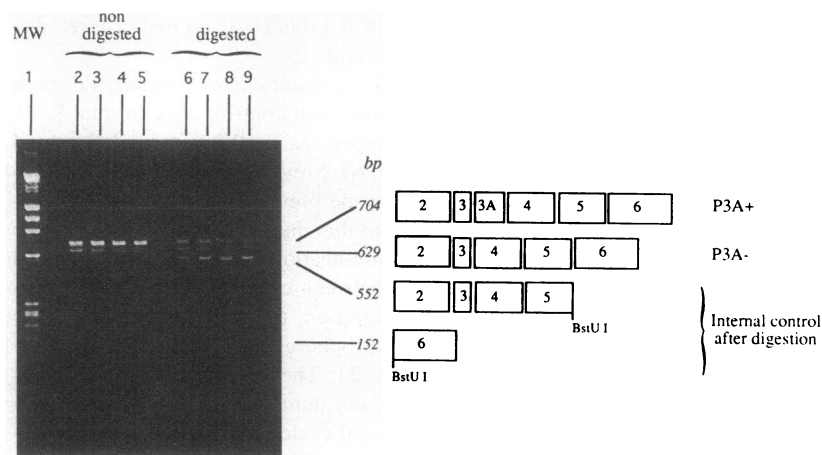 non
MW digested digested
1 2 3 4 5 6 7 8 9
bp
704 2 3 3A 4 5 6 P3A+
629 2 3 4 5 6 P3A-
552 2 3 4 5
BstU I
Internal control
after digestion
152 6
BstU I